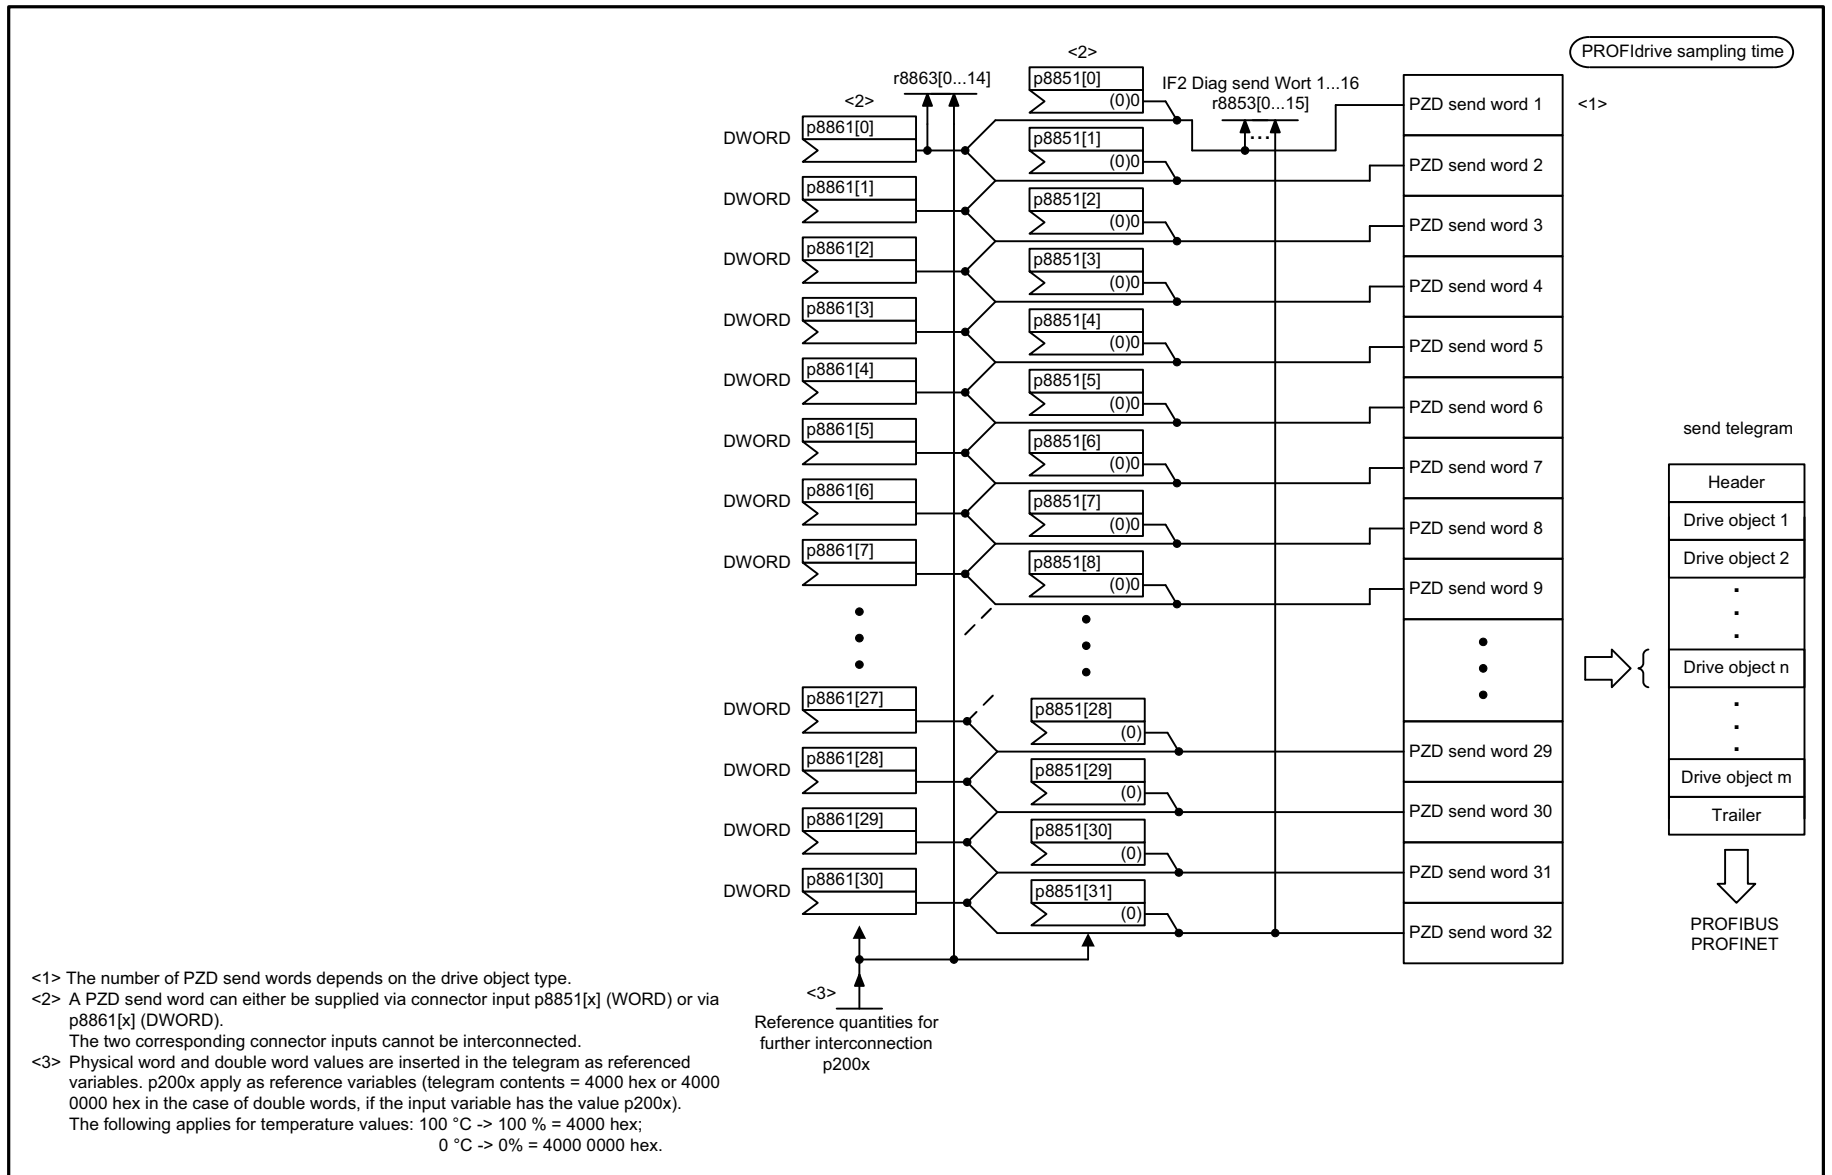 PROFIdrive sampling time
<2>
r8863[0...14]
p8851[0]
(0)0
IF2 Diag send Wort 1...16
r8853[0...15]
...
PZD send word 1
<1>
<2>
DWORD
p8861[0]
p8851[1]
(0)0
PZD send word 2
DWORD
p8861[1]
p8851[2]
(0)0
PZD send word 3
DWORD
p8861[2]
p8851[3]
(0)0
PZD send word 4
DWORD
p8861[3]
p8851[4]
(0)0
PZD send word 5
DWORD
p8861[4]
p8851[5]
(0)0
PZD send word 6
DWORD
p8861[5]
p8851[6]
(0)0
PZD send word 7
DWORD
p8861[6]
p8851[7]
(0)0
PZD send word 8
DWORD
p8861[7]
p8851[8]
(0)0
PZD send word 9
DWORD
p8861[27]
p8851[28]
(0)
PZD send word 29
DWORD
p8861[28]
p8851[29]
(0)
PZD send word 30
DWORD
p8861[29]
p8851[30]
(0)
PZD send word 31
DWORD
p8861[30]
p8851[31]
(0)
PZD send word 32
send telegram
Header
Drive object 1
Drive object 2
Drive object n
Drive object m
Trailer
PROFIBUS
PROFINET
<3>
Reference quantities for
further interconnection
p200x
<1> The number of PZD send words depends on the drive object type.
<2> A PZD send word can either be supplied via connector input p8851[x] (WORD) or via
p8861[x] (DWORD).
The two corresponding connector inputs cannot be interconnected.
<3> Physical word and double word values are inserted in the telegram as referenced
variables. p200x apply as reference variables (telegram contents = 4000 hex or 4000
0000 hex in the case of double words, if the input variable has the value p200x).
The following applies for temperature values: 100 °C -> 100 % = 4000 hex;
0 °C -> 0% = 4000 0000 hex.